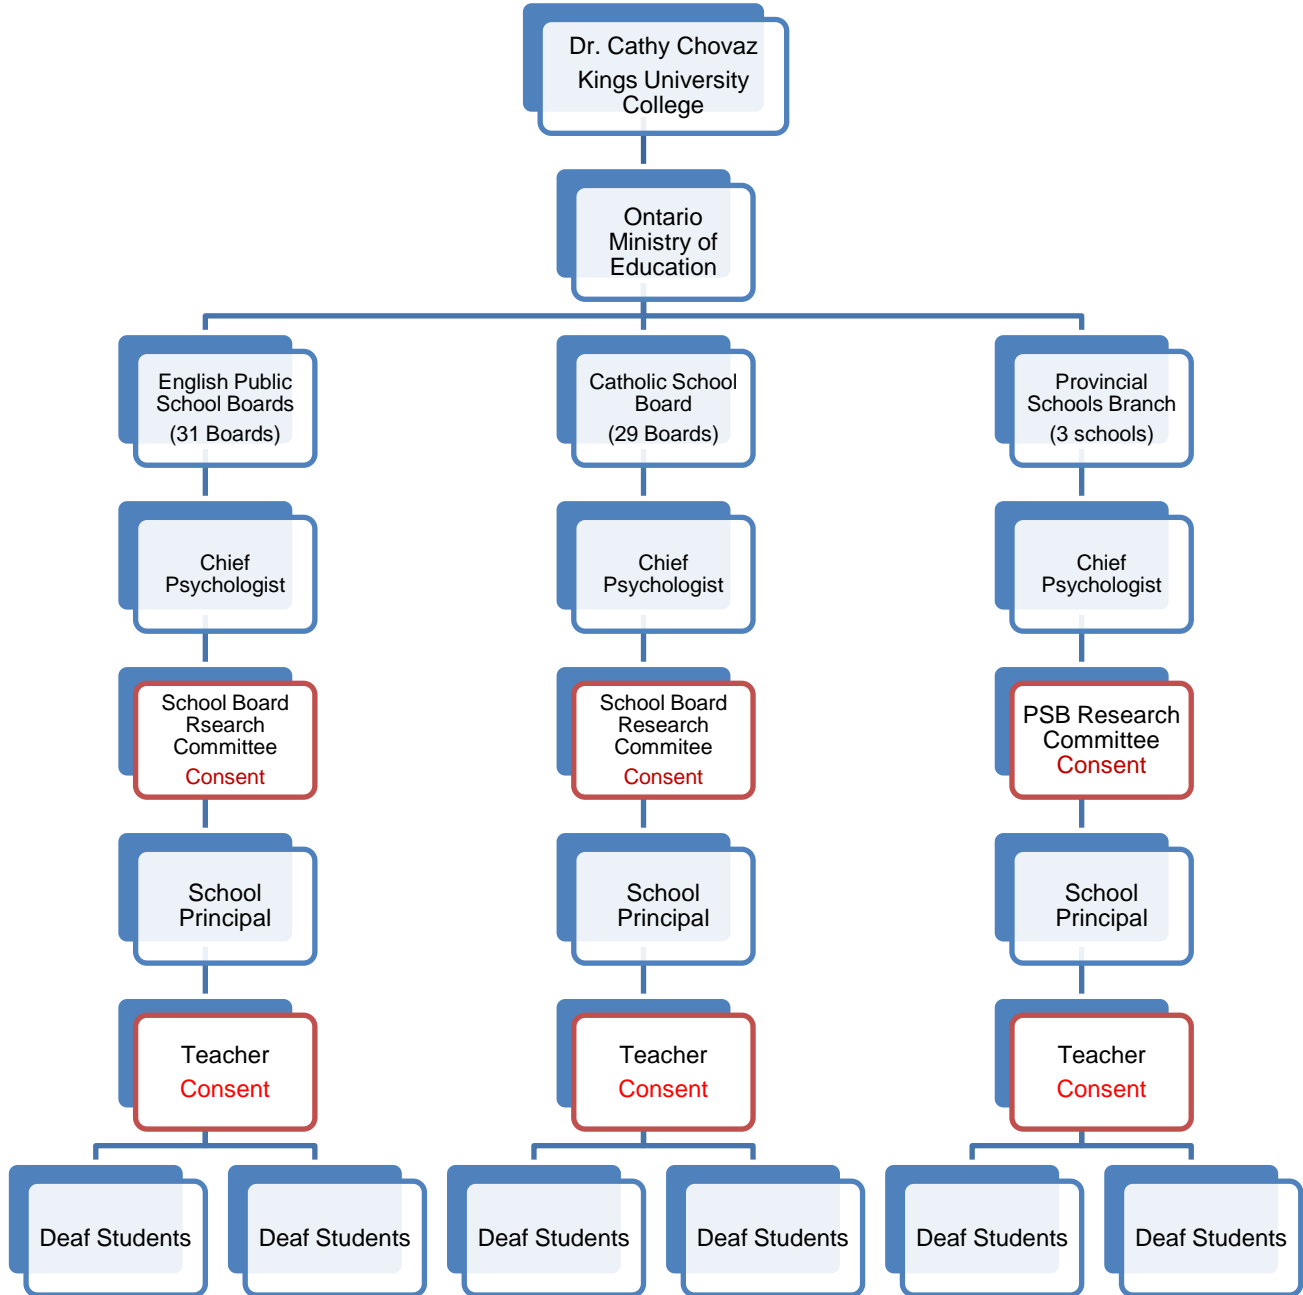 Dr. Cathy Chovaz
Kings University
College
Ontario
Ministry of
Education
English Public
School Boards
(31 Boards)
Catholic School
Board
(29 Boards)
Provincial
Schools Branch
(3 schools)
Chief
Psychologist
Chief
Psychologist
Chief
Psychologist
School Board
Rsearch
Committee
Consent
School Board
Research
Commitee
Consent
PSB Research
Committee
Consent
School
Principal
School
Principal
School
Principal
Teacher
Consent
Teacher
Consent
Teacher
Consent
Deaf Students
Deaf Students
Deaf Students
Deaf Students
Deaf Students
Deaf Students